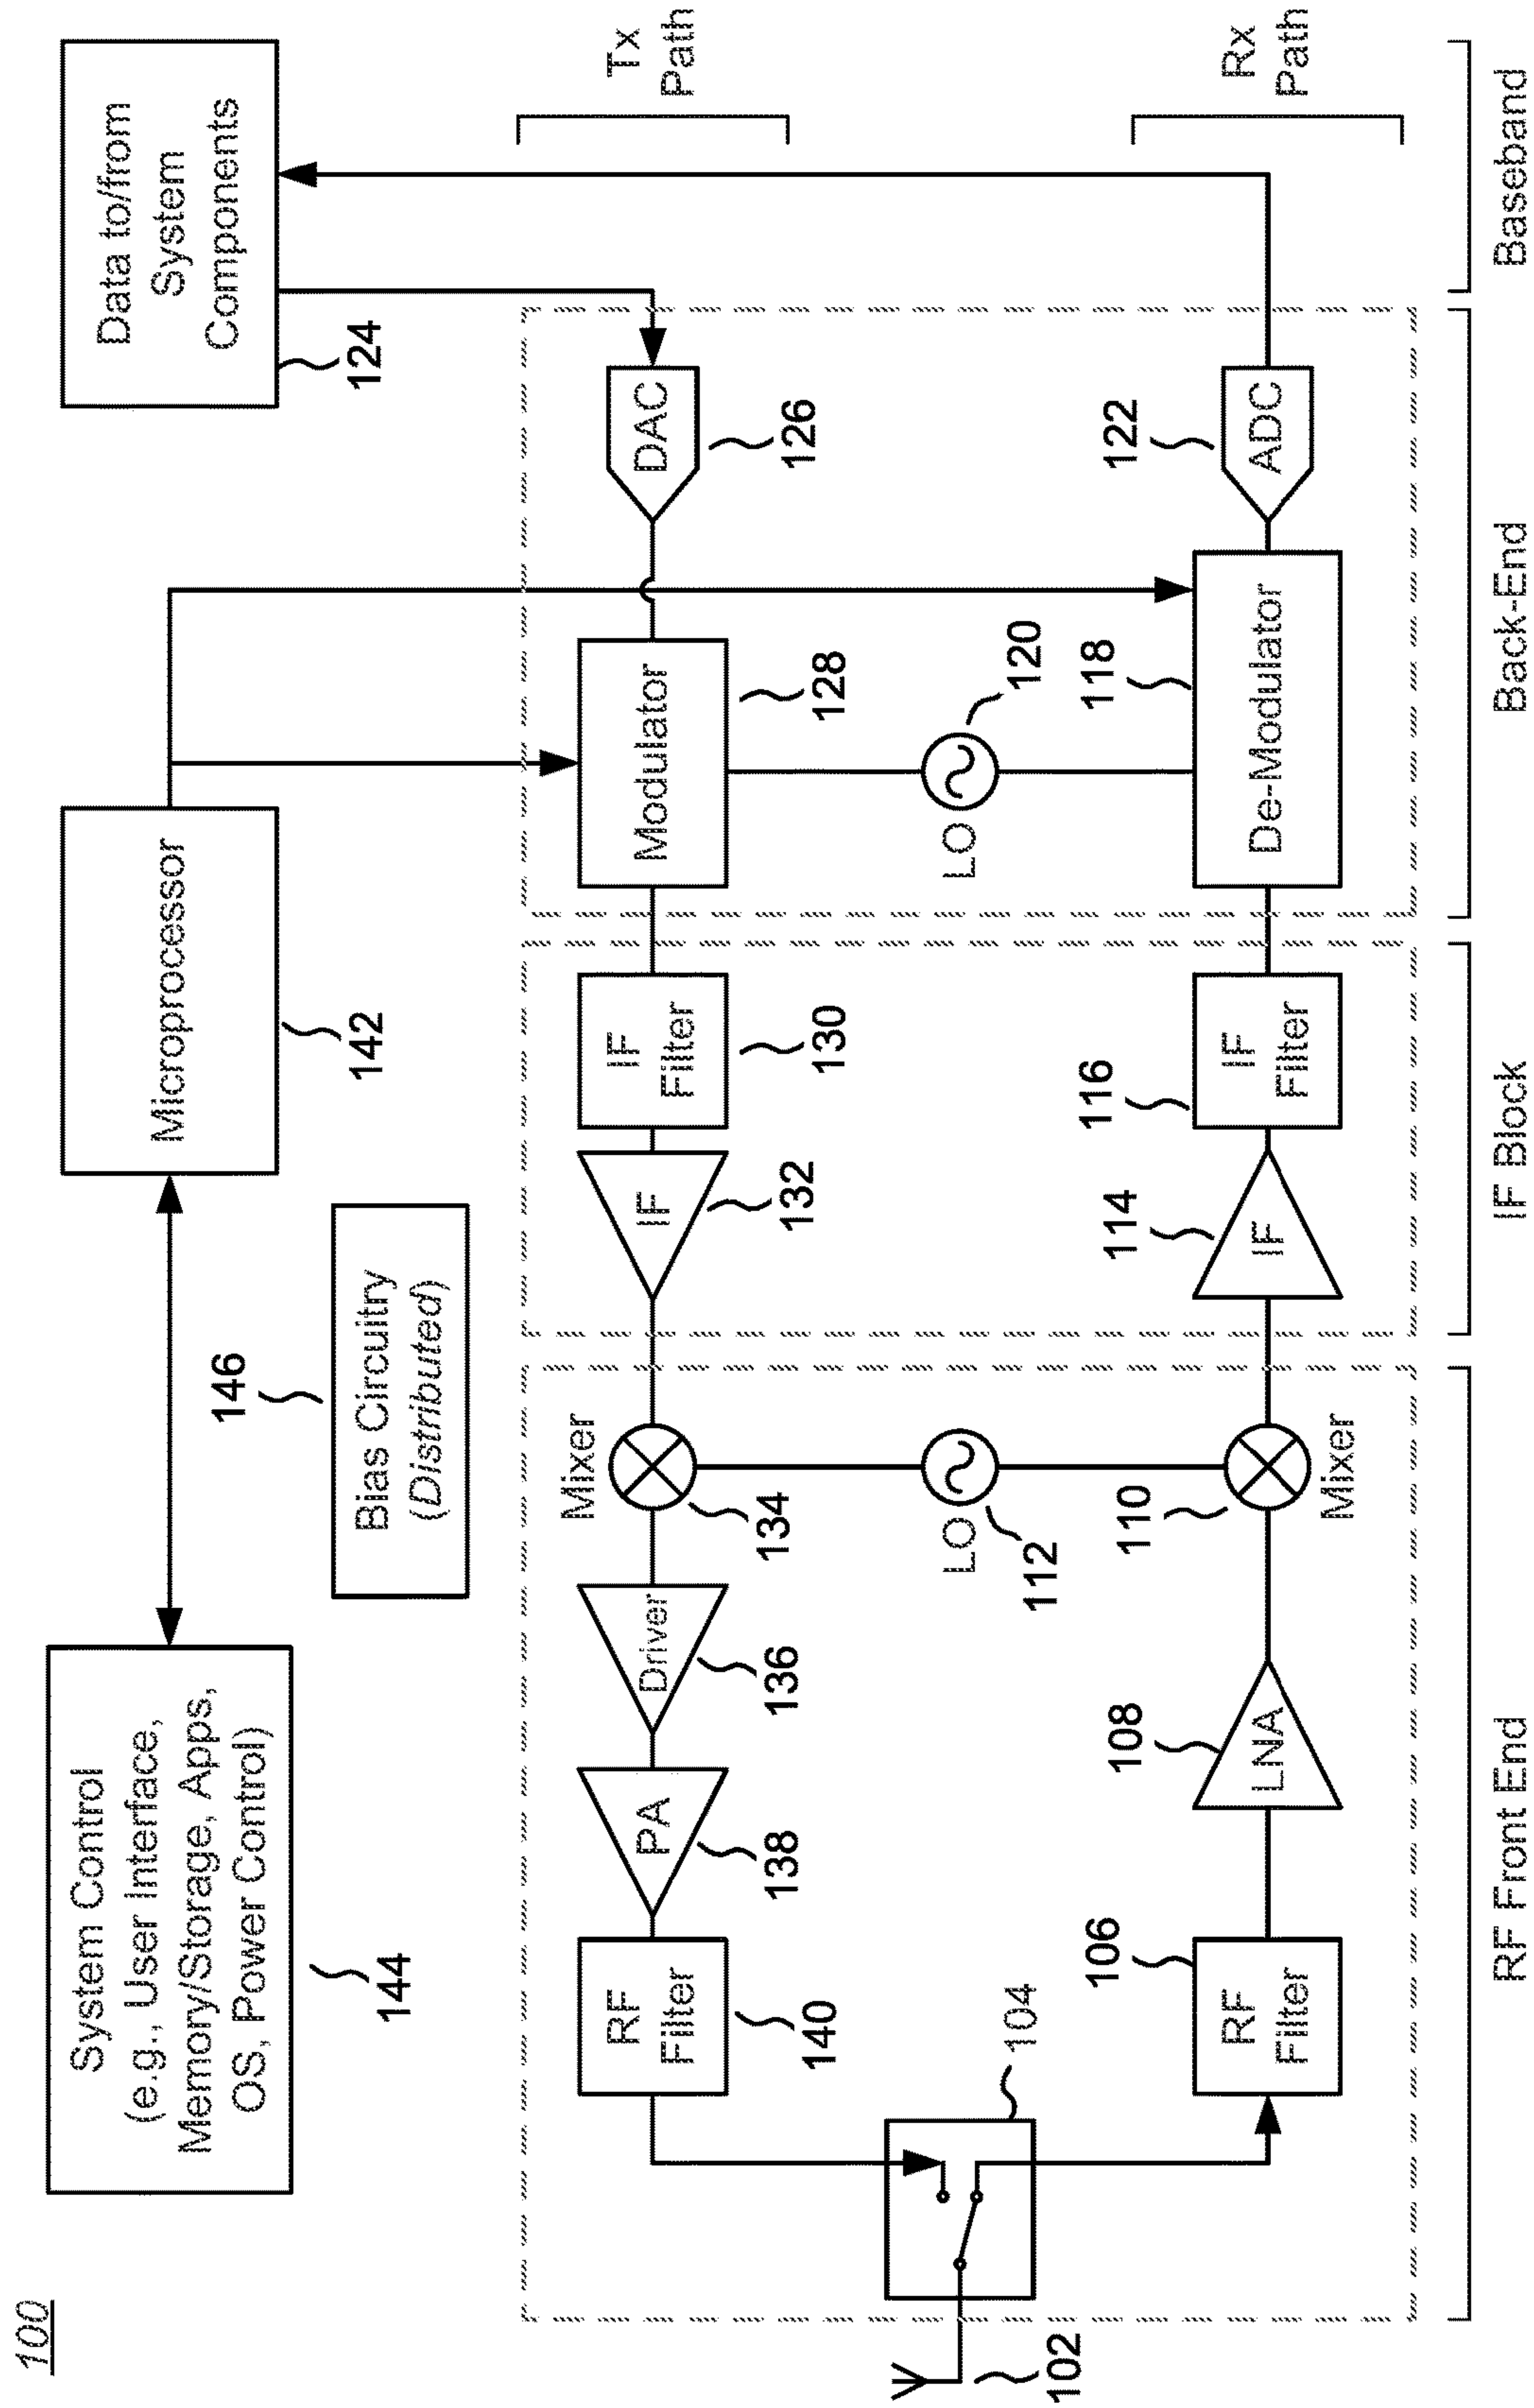 100
System Control
(e.g., User Interface,
Memory/Storage, Apps,
OS, Power Control)
144
Microprocessor
142
Data to/from
System
Components
124
146
Bias Circuitry
(Distributed)
Tx
Path
RF
Filter
140
PA
138
Driver
136
Mixer
134
IF
132
IF
Filter
130
Modulator
128
DAC
126
102
104
LO
112
LO
120
Rx
Path
106
RF
Filter
108
LNA
110
Mixer
114
IF
116
IF
Filter
118
De-Modulator
122
ADC
RF Front End
IF Block
Back-End
Baseband